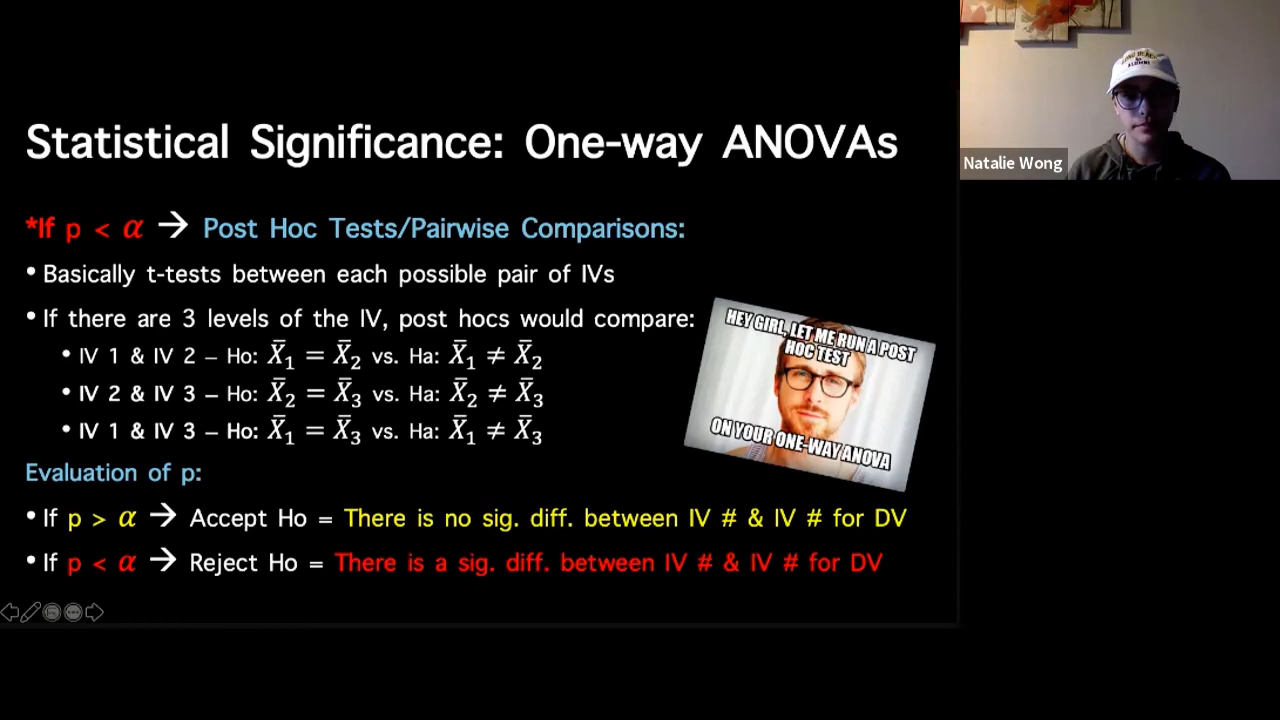 Statistical Significance: One-way ANOVAs
*If p < α → Post Hoc Tests/Pairwise Comparisons:
• Basically t-tests between each possible pair of IVs
• If there are 3 levels of the IV, post hocs would compare:
• IV 1 & IV 2 – Ho: X̄₁ = X̄₂ vs. Ha: X̄₁ ≠ X̄₂
• IV 2 & IV 3 – Ho: X̄₂ = X̄₃ vs. Ha: X̄₂ ≠ X̄₃
• IV 1 & IV 3 – Ho: X̄₁ = X̄₃ vs. Ha: X̄₁ ≠ X̄₃
Evaluation of p:
• If p > α → Accept Ho = There is no sig. diff. between IV # & IV # for DV
• If p < α → Reject Ho = There is a sig. diff. between IV # & IV # for DV
HEY GIRL, LET ME RUN A POST
HOC TEST
ON YOUR ONE-WAY ANOVA
LONG BEACH
ALUMNI
Natalie Wong